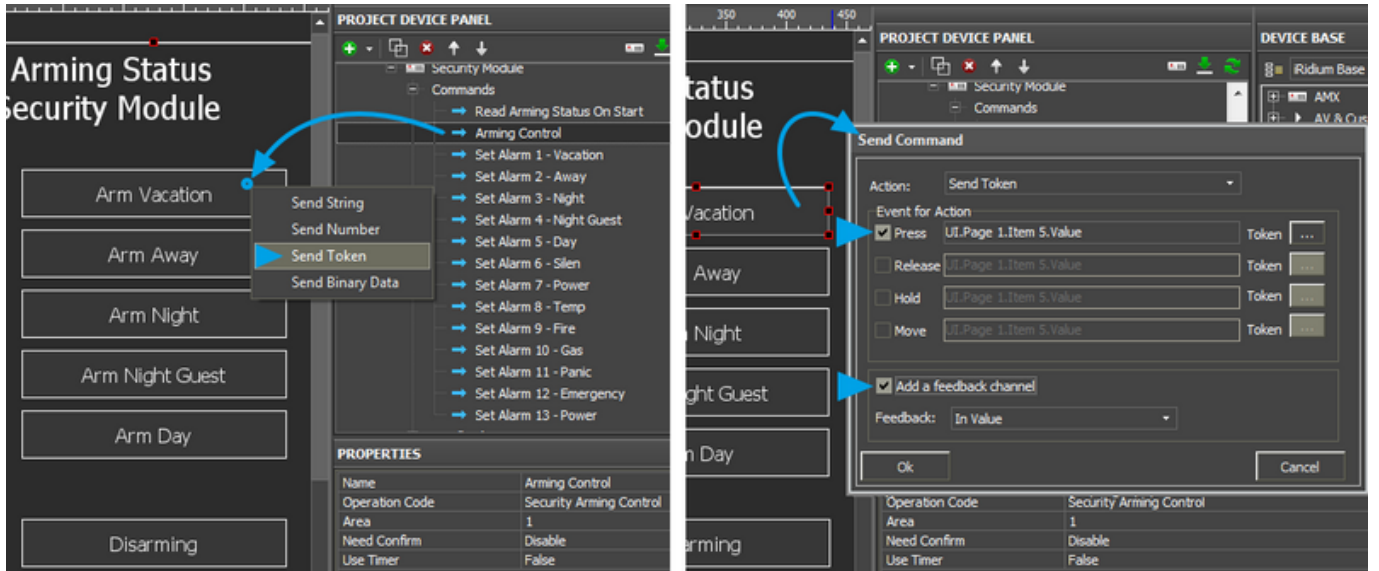 PROJECT DEVICE PANEL
Arming Status
Security Module
Security Module
Commands
Read Arming Status On Start
Arming Control
Set Alarm 1 - Vacation
Set Alarm 2 - Away
Set Alarm 3 - Night
Set Alarm 4 - Night Guest
Set Alarm 5 - Day
Set Alarm 6 - Silen
Set Alarm 7 - Power
Set Alarm 8 - Temp
Set Alarm 9 - Fire
Set Alarm 10 - Gas
Set Alarm 11 - Panic
Set Alarm 12 - Emergency
Set Alarm 13 - Power
Arm Vacation
Send String
Send Number
Send Token
Send Binary Data
Arm Away
Arm Night
Arm Night Guest
Arm Day
Disarming
PROPERTIES
Name Arming Control
Operation Code Security Arming Control
Area 1
Need Confirm Disable
Use Timer False
350 400 450
PROJECT DEVICE PANEL
DEVICE BASE
iRidium Base
Security Module
Commands
AMX
AV & Cus
tatus
odule
Vacation
Away
Night
ght Guest
m Day
arming
Send Command
Action: Send Token
Event for Action
Press UI.Page 1.Item 5.Value Token ...
Release UI.Page 1.Item 5.Value Token ...
Hold UI.Page 1.Item 5.Value Token ...
Move UI.Page 1.Item 5.Value Token ...
Add a feedback channel
Feedback: In Value
Ok Cancel
Operation Code Security Arming Control
Area 1
Need Confirm Disable
Use Timer False